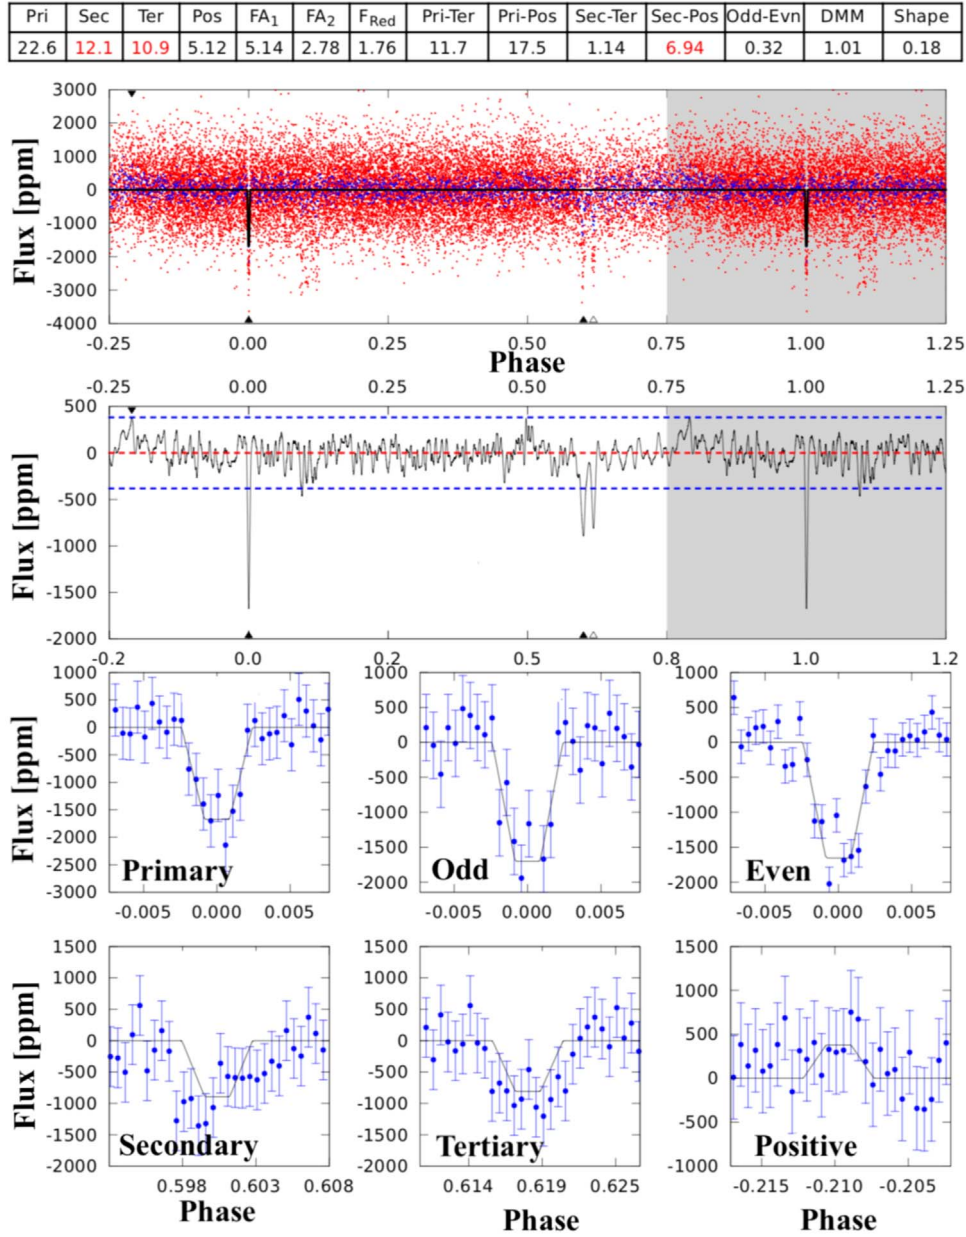 Pri Sec Ter Pos FA1 FA2 FRed Pri-Ter Pri-Pos Sec-Ter Sec-Pos Odd-Evn DMM Shape
22.6 12.1 10.9 5.12 5.14 2.78 1.76 11.7 17.5 1.14 6.94 0.32 1.01 0.18
Flux [ppm]
3000
2000
1000
0
-1000
-2000
-3000
-4000
-0.25 0.00 0.25 0.50 0.75 1.00 1.25
Phase
-0.25 0.00 0.25 0.50 0.75 1.00 1.25
Flux [ppm]
500
0
-500
-1000
-1500
-2000
-0.2 0.0 0.2 0.5 0.8 1.0 1.2
Flux [ppm]
1000
500
0
-500
-1000
-1500
-2000
-2500
-3000
Primary
-0.005 0.000 0.005
1000
500
0
-500
-1000
-1500
-2000
Odd
-0.005 0.000 0.005
1000
500
0
-500
-1000
-1500
-2000
Even
-0.005 0.000 0.005
Flux [ppm]
1500
1000
500
0
-500
-1000
-1500
-2000
Secondary
0.598 0.603 0.608
Phase
1500
1000
500
0
-500
-1000
-1500
-2000
Tertiary
0.614 0.619 0.625
Phase
1500
1000
500
0
-500
-1000
Positive
-0.215 -0.210 -0.205
Phase